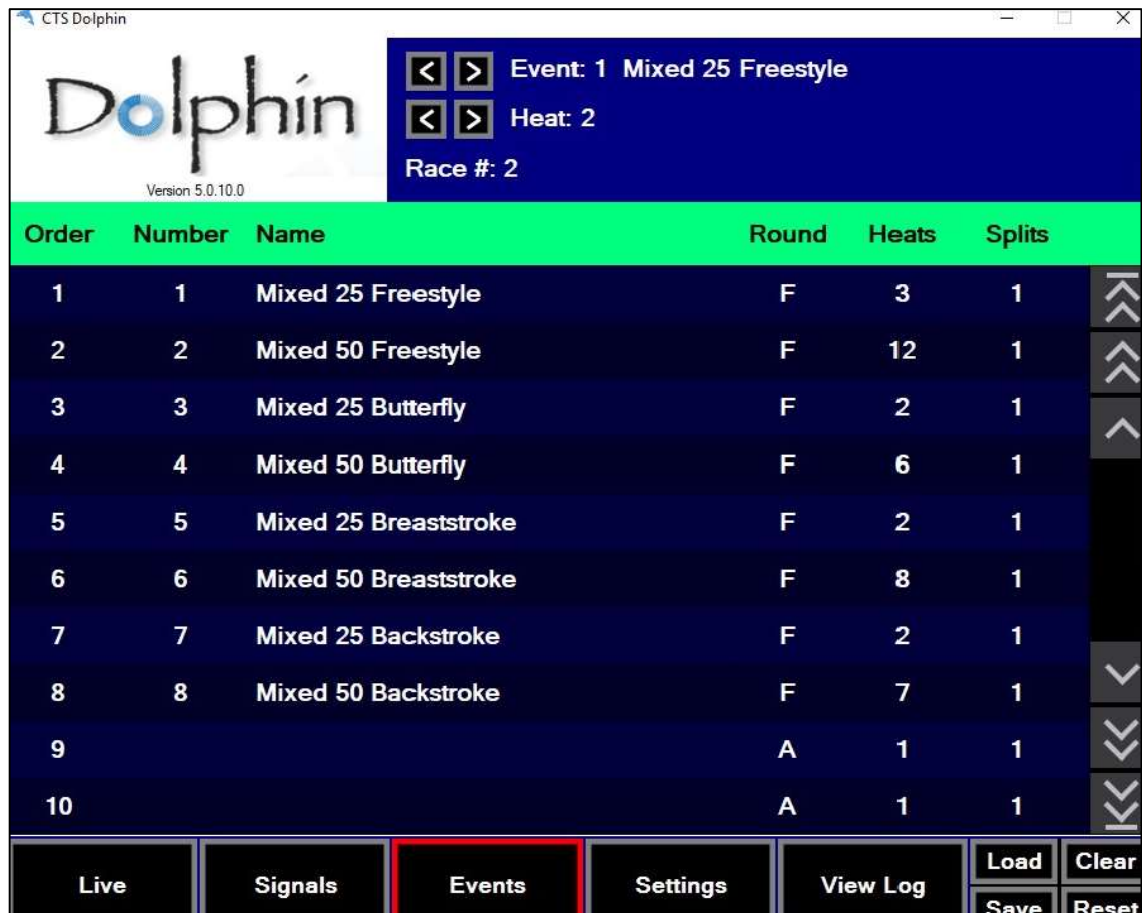 CTS Dolphin
Dolphin
Version 5.0.10.0
Event: 1 Mixed 25 Freestyle
Heat: 2
Race #: 2
Order Number Name Round Heats Splits
1 1 Mixed 25 Freestyle F 3 1
2 2 Mixed 50 Freestyle F 12 1
3 3 Mixed 25 Butterfly F 2 1
4 4 Mixed 50 Butterfly F 6 1
5 5 Mixed 25 Breaststroke F 2 1
6 6 Mixed 50 Breaststroke F 8 1
7 7 Mixed 25 Backstroke F 2 1
8 8 Mixed 50 Backstroke F 7 1
9 A 1 1
10 A 1 1
Live Signals Events Settings View Log Load Clear
Save Reset